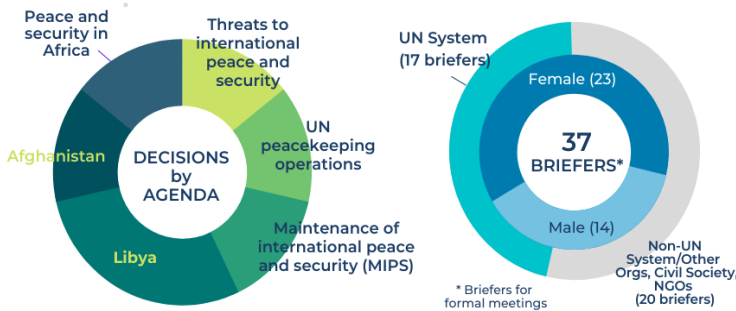 Peace and
security in
Africa
Threats to
international
peace and
security
UN
peacekeeping
operations
Maintenance of
international peace
and security (MIPS)
Libya
Afghanistan
DECISIONS
by
AGENDA
UN System
(17 briefers)
Female (23)
37
BRIEFERS*
Male (14)
Non-UN
System/Other
Orgs, Civil Society,
NGOs
(20 briefers)
* Briefers for
formal meetings